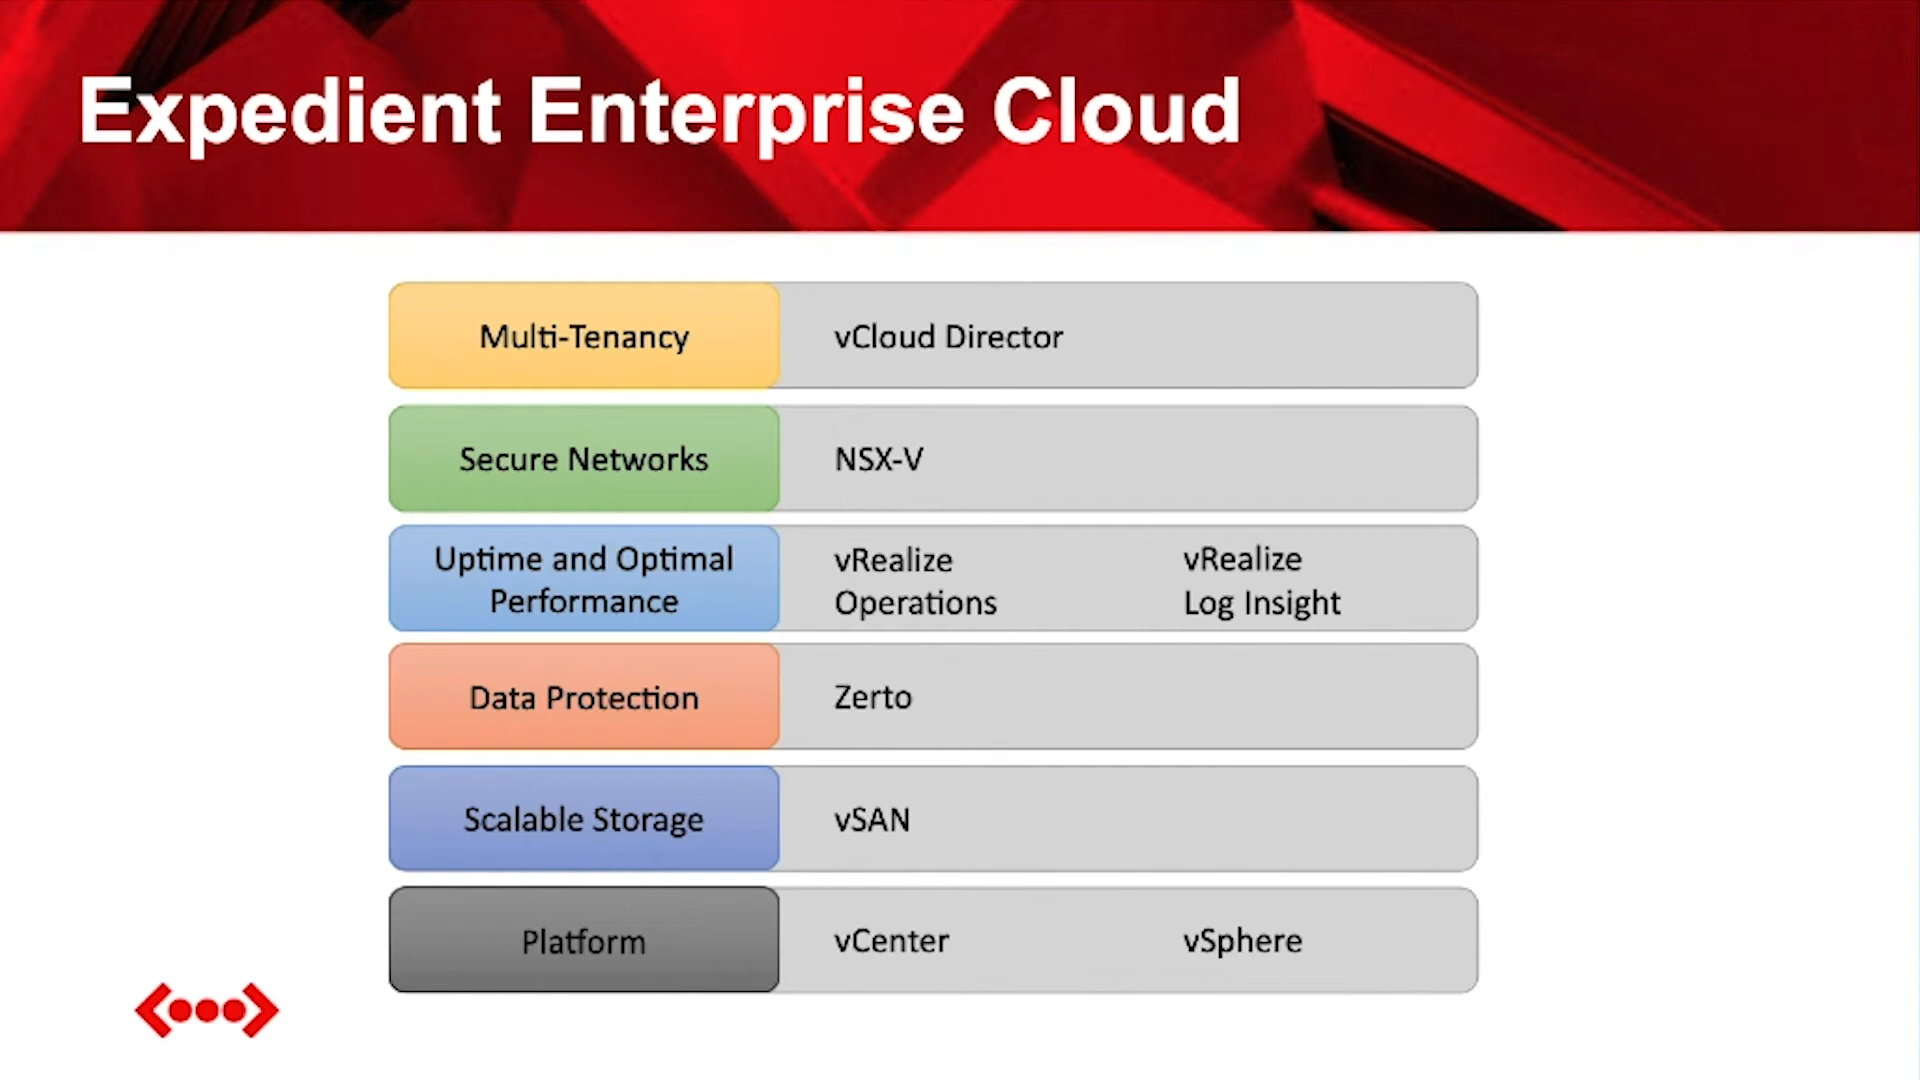 Expedient Enterprise Cloud
Multi-Tenancy
vCloud Director
Secure Networks
NSX-V
Uptime and Optimal
Performance
vRealize
Operations
vRealize
Log Insight
Data Protection
Zerto
Scalable Storage
vSAN
Platform
vCenter
vSphere